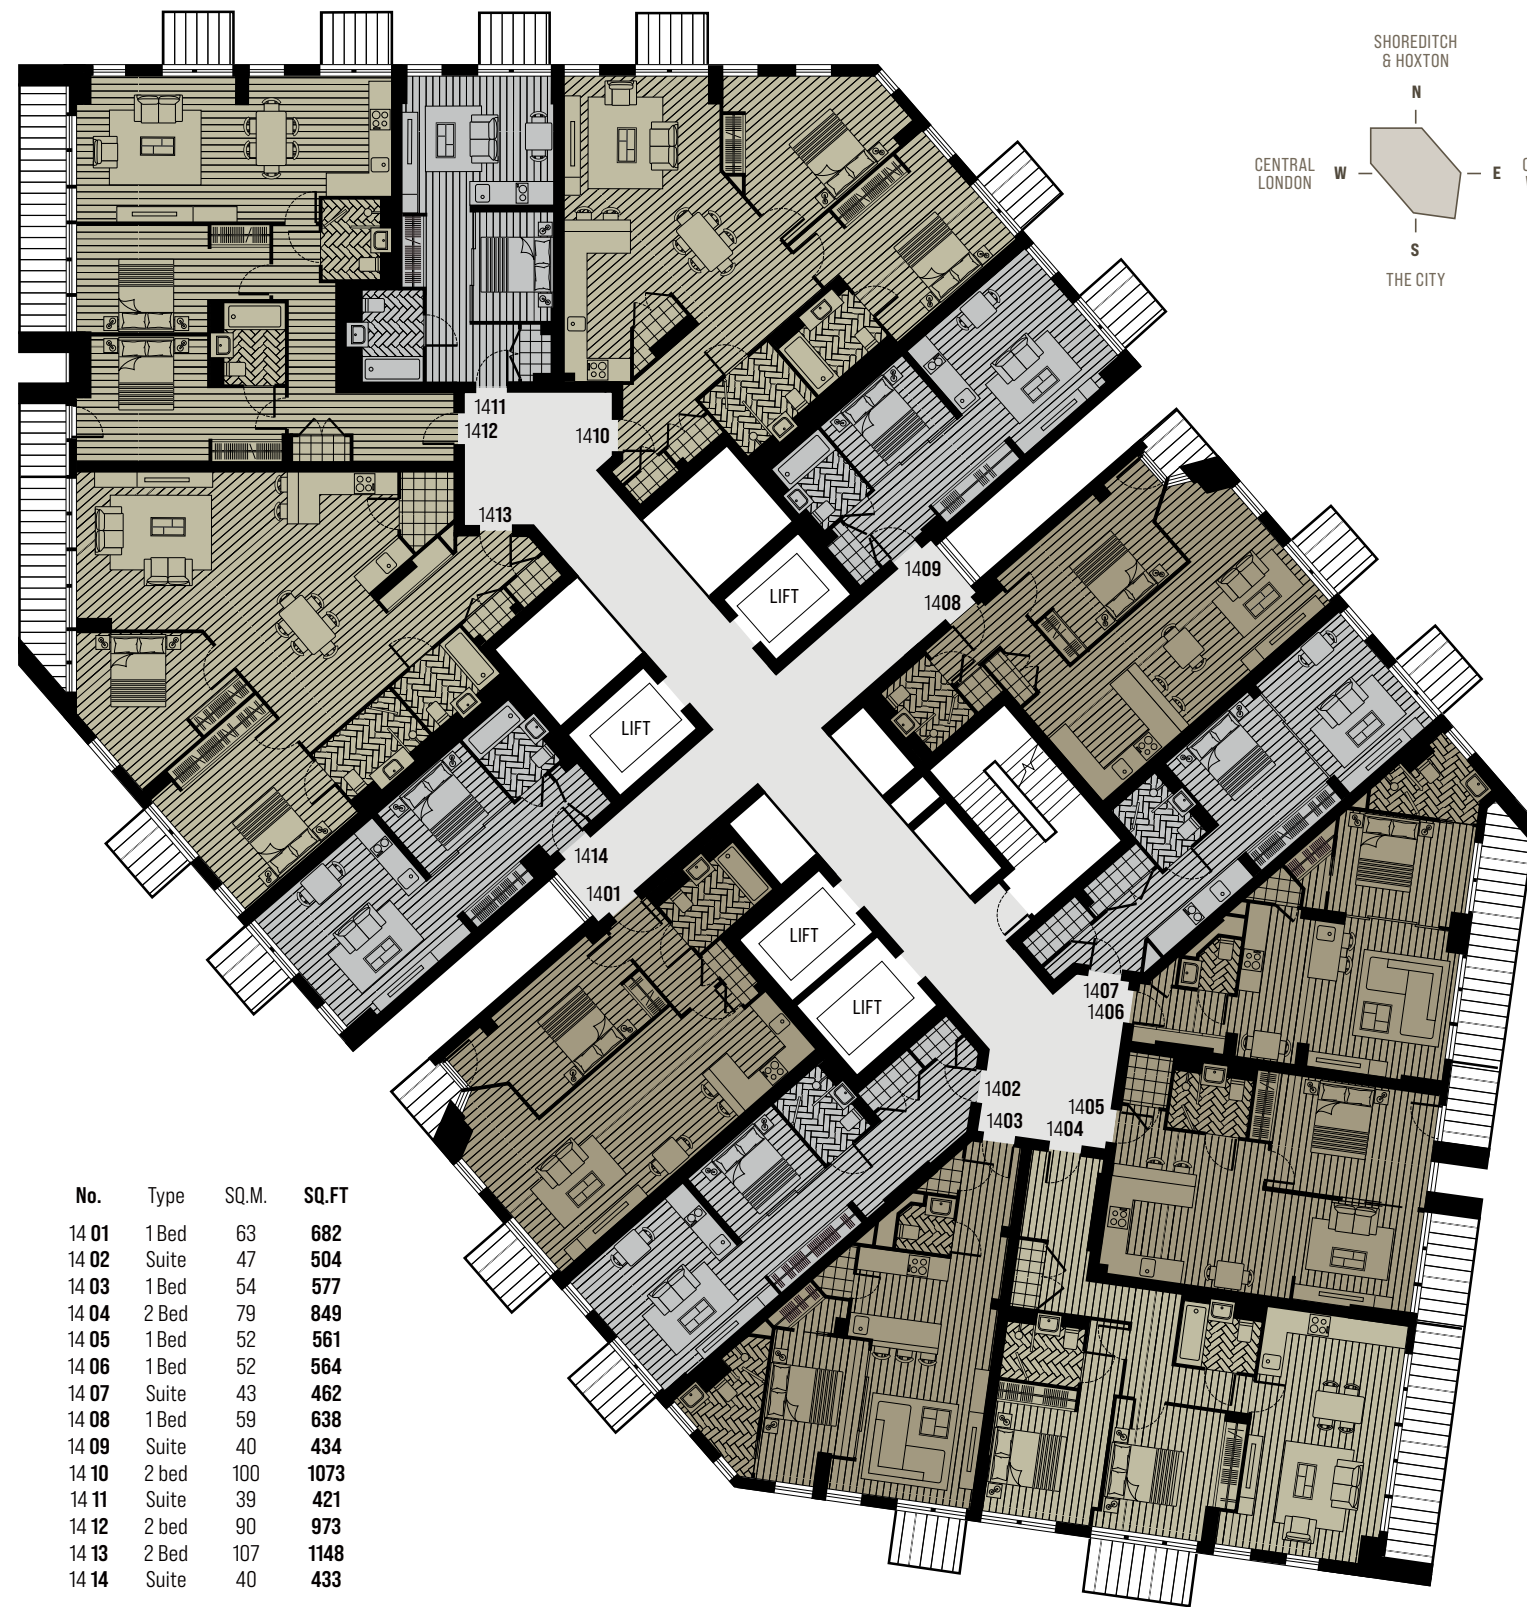 SHOREDITCH
& HOXTON
N
CENTRAL
LONDON
W
E
S
THE CITY
1411
1412
1410
1413
1409
1408
LIFT
LIFT
1414
1401
LIFT
LIFT
1407
1406
1402
1405
1403
1404
No. Type SQ.M. SQ.FT
14 01 1 Bed 63 682
14 02 Suite 47 504
14 03 1 Bed 54 577
14 04 2 Bed 79 849
14 05 1 Bed 52 561
14 06 1 Bed 52 564
14 07 Suite 43 462
14 08 1 Bed 59 638
14 09 Suite 40 434
14 10 2 bed 100 1073
14 11 Suite 39 421
14 12 2 bed 90 973
14 13 2 Bed 107 1148
14 14 Suite 40 433